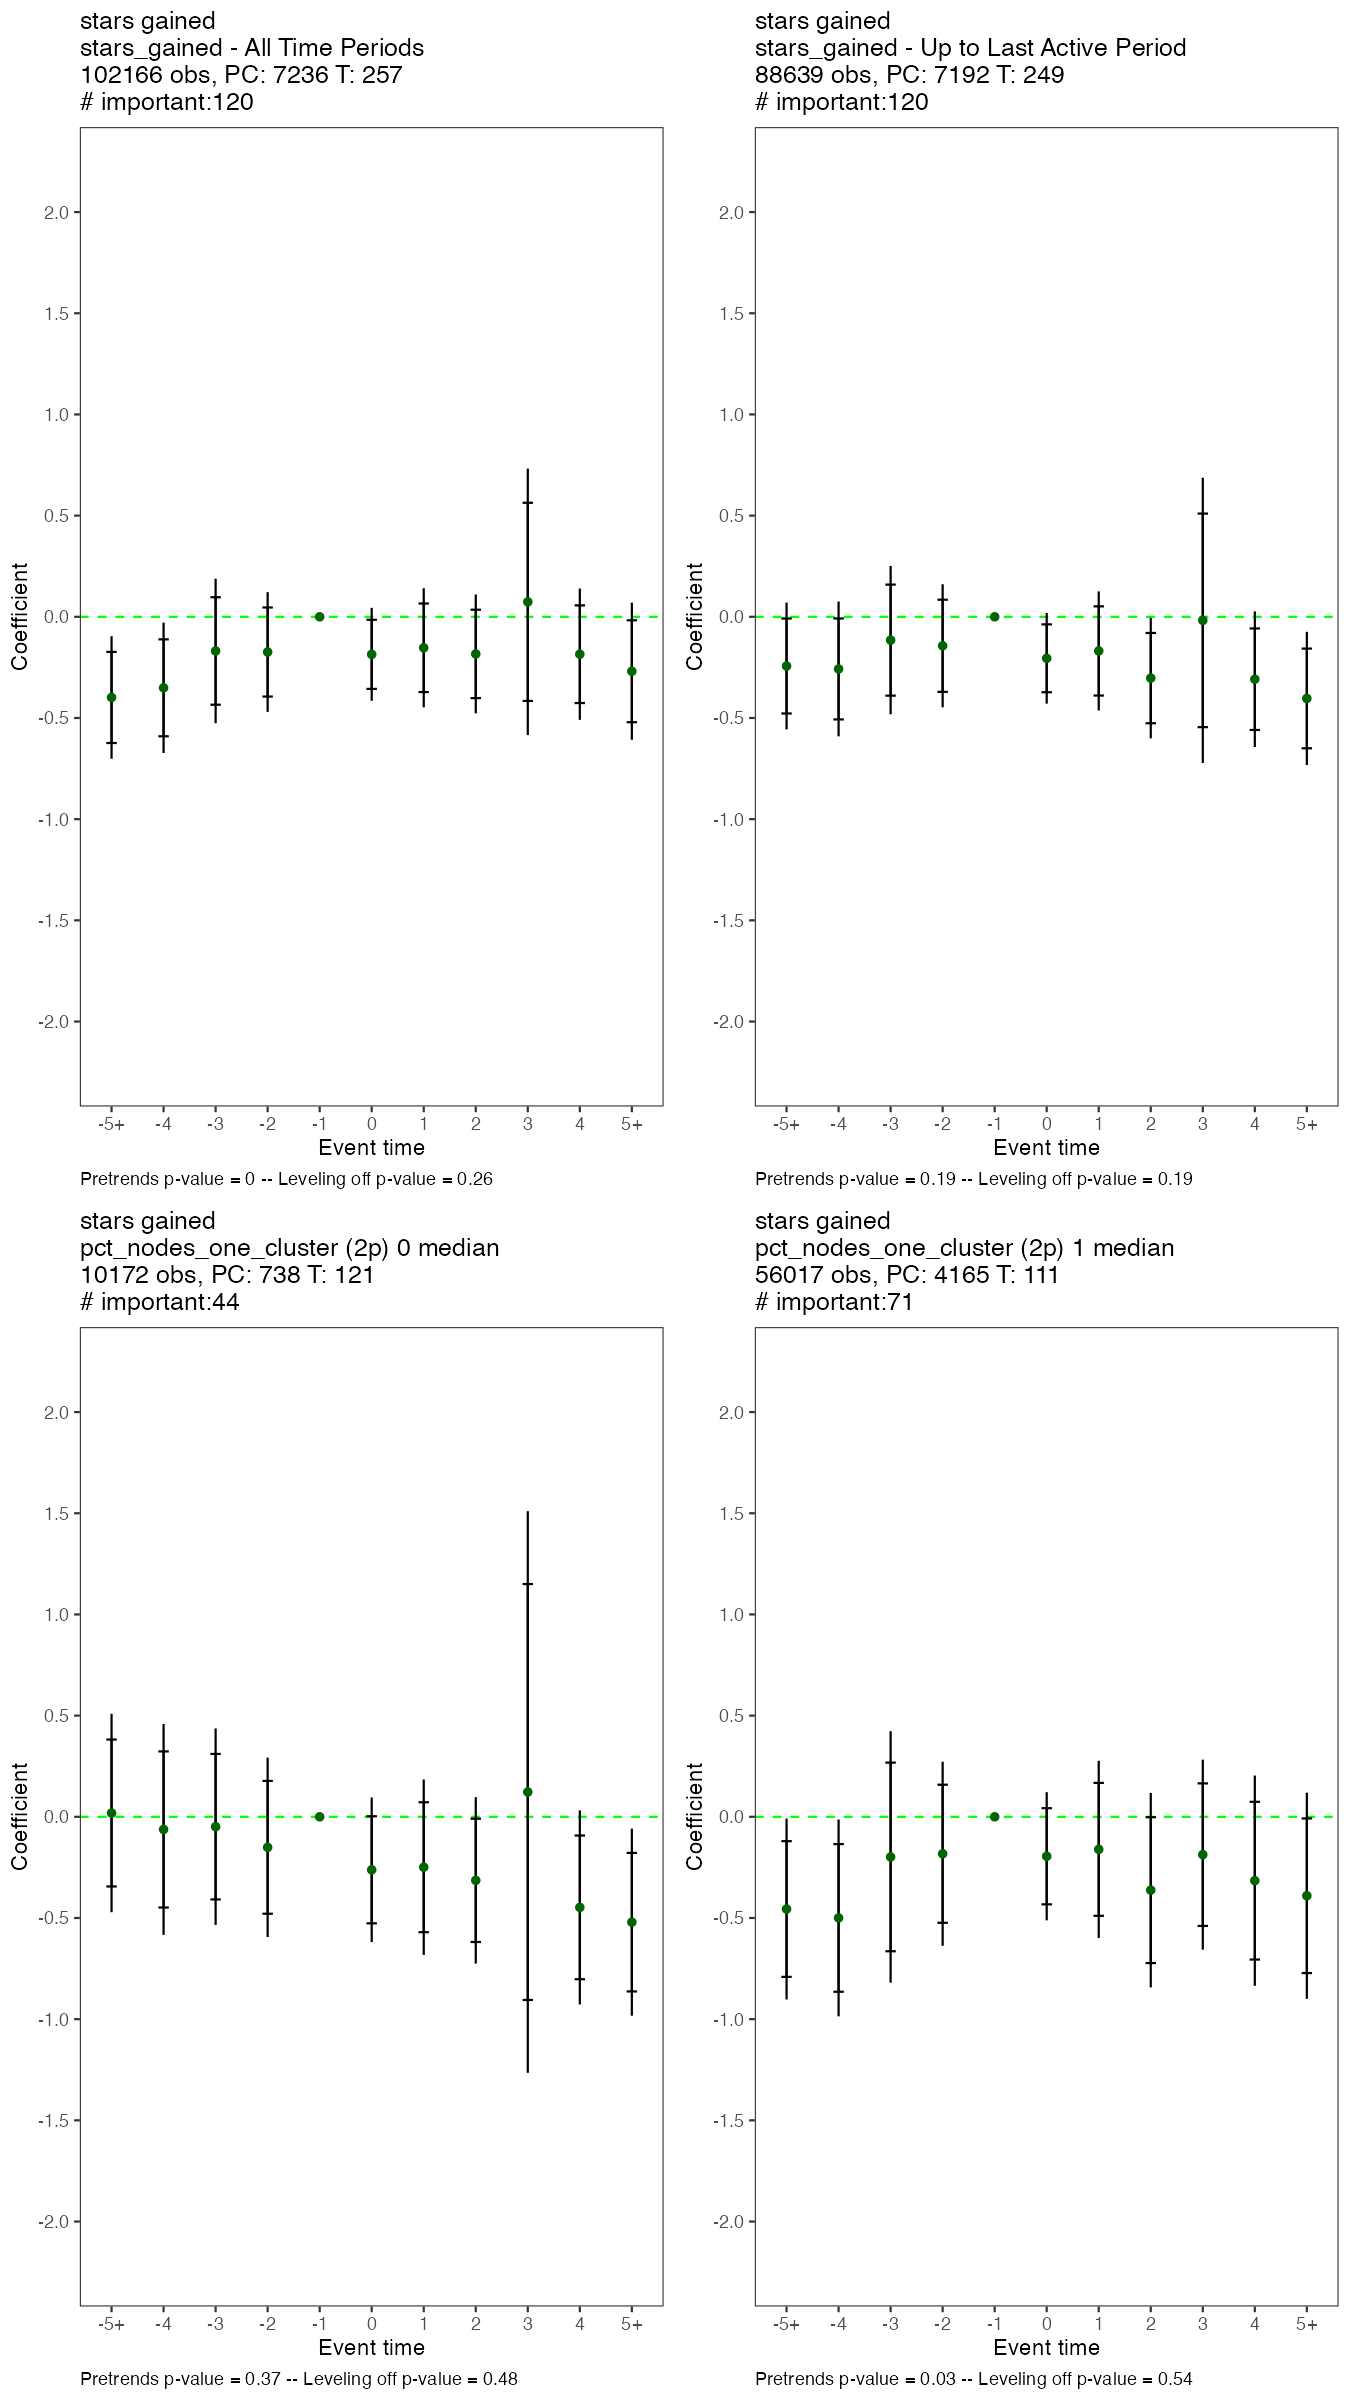 stars gained
stars_gained - All Time Periods
102166 obs, PC: 7236 T: 257
# important:120
Coefficient
2.0
1.5
1.0
0.5
0.0
-0.5
-1.0
-1.5
-2.0
-5+ -4 -3 -2 -1 0 1 2 3 4 5+
Event time
Pretrends p-value = 0 -- Leveling off p-value = 0.26
stars gained
stars_gained - Up to Last Active Period
88639 obs, PC: 7192 T: 249
# important:120
Coefficient
2.0
1.5
1.0
0.5
0.0
-0.5
-1.0
-1.5
-2.0
-5+ -4 -3 -2 -1 0 1 2 3 4 5+
Event time
Pretrends p-value = 0.19 -- Leveling off p-value = 0.19
stars gained
pct_nodes_one_cluster (2p) 0 median
10172 obs, PC: 738 T: 121
# important:44
Coefficient
2.0
1.5
1.0
0.5
0.0
-0.5
-1.0
-1.5
-2.0
-5+ -4 -3 -2 -1 0 1 2 3 4 5+
Event time
Pretrends p-value = 0.37 -- Leveling off p-value = 0.48
stars gained
pct_nodes_one_cluster (2p) 1 median
56017 obs, PC: 4165 T: 111
# important:71
Coefficient
2.0
1.5
1.0
0.5
0.0
-0.5
-1.0
-1.5
-2.0
-5+ -4 -3 -2 -1 0 1 2 3 4 5+
Event time
Pretrends p-value = 0.03 -- Leveling off p-value = 0.54